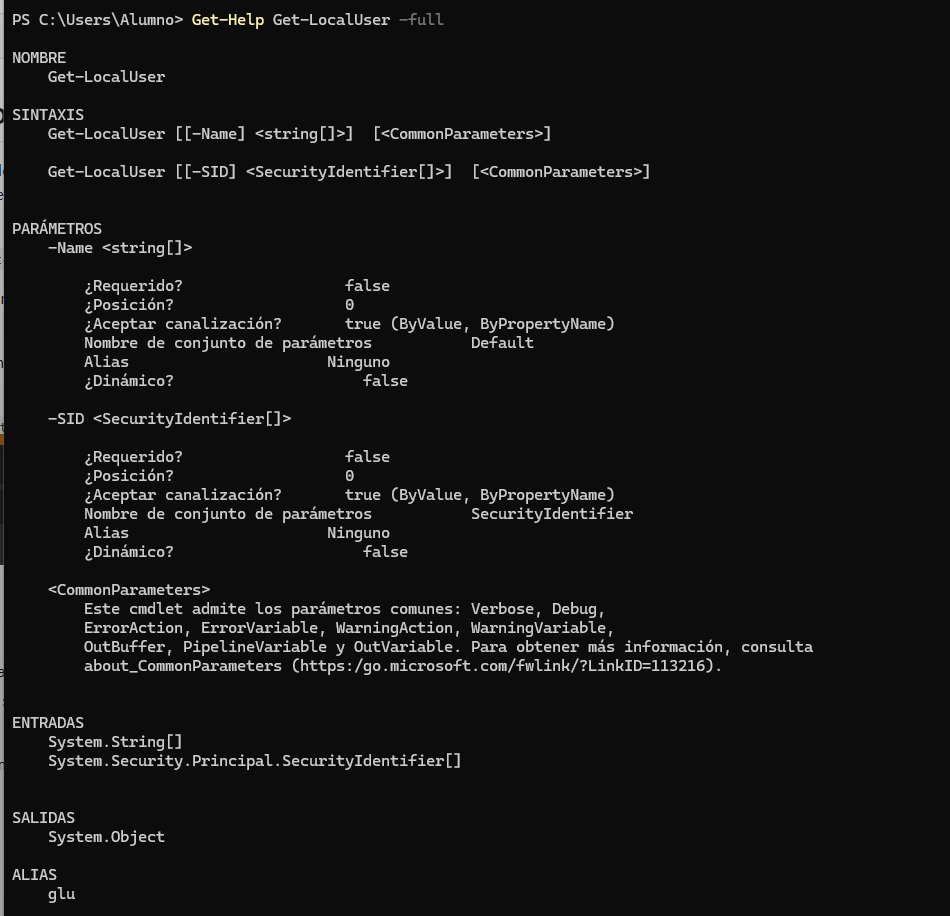 PS C:\Users\Alumno> Get-Help Get-LocalUser -full
NOMBRE
Get-LocalUser
SINTAXIS
Get-LocalUser [[-Name] <string[]>]  [<CommonParameters>]
Get-LocalUser [[-SID] <SecurityIdentifier[]>]  [<CommonParameters>]
PARÁMETROS
-Name <string[]>
¿Requerido? false
¿Posición? 0
¿Aceptar canalización? true (ByValue, ByPropertyName)
Nombre de conjunto de parámetros Default
Alias Ninguno
¿Dinámico? false
-SID <SecurityIdentifier[]>
¿Requerido? false
¿Posición? 0
¿Aceptar canalización? true (ByValue, ByPropertyName)
Nombre de conjunto de parámetros SecurityIdentifier
Alias Ninguno
¿Dinámico? false
<CommonParameters>
Este cmdlet admite los parámetros comunes: Verbose, Debug,
ErrorAction, ErrorVariable, WarningAction, WarningVariable,
OutBuffer, PipelineVariable y OutVariable. Para obtener más información, consulta
about_CommonParameters (https:/go.microsoft.com/fwlink/?LinkID=113216).
ENTRADAS
System.String[]
System.Security.Principal.SecurityIdentifier[]
SALIDAS
System.Object
ALIAS
glu